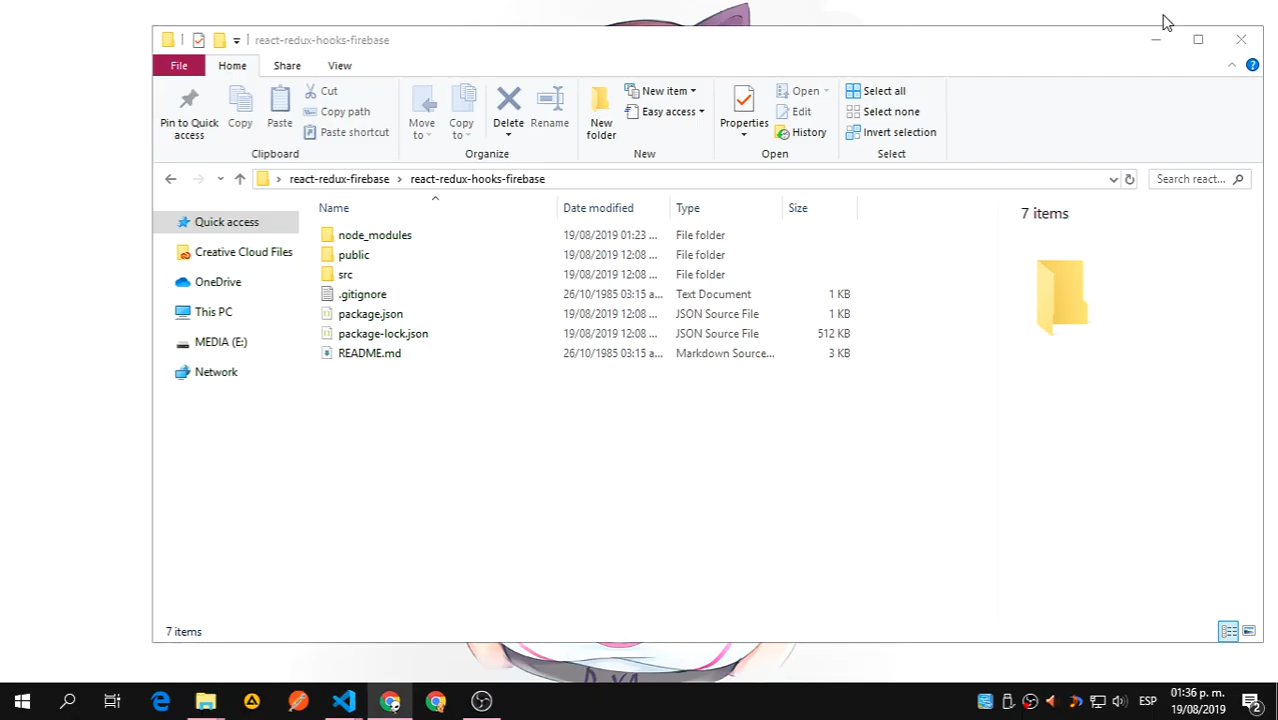 react-redux-hooks-firebase
File Home Share View
Pin to Quick access
Copy
Paste
Cut
Copy path
Paste shortcut
Move to
Copy to
Delete
Rename
New folder
New item
Easy access
Properties
Open
Edit
History
Select all
Select none
Invert selection
Clipboard Organize New Open Select
react-redux-firebase > react-redux-hooks-firebase
Search react...
Quick access
Creative Cloud Files
OneDrive
This PC
MEDIA (E:)
Network
Name Date modified Type Size
node_modules 19/08/2019 01:23 ... File folder
public 19/08/2019 12:08 ... File folder
src 19/08/2019 12:08 ... File folder
.gitignore 26/10/1985 03:15 a... Text Document 1 KB
package.json 19/08/2019 12:08 ... JSON Source File 1 KB
package-lock.json 19/08/2019 12:08 ... JSON Source File 512 KB
README.md 26/10/1985 03:15 a... Markdown Source... 3 KB
7 items
7 items
ESP
01:36 p. m.
19/08/2019
2